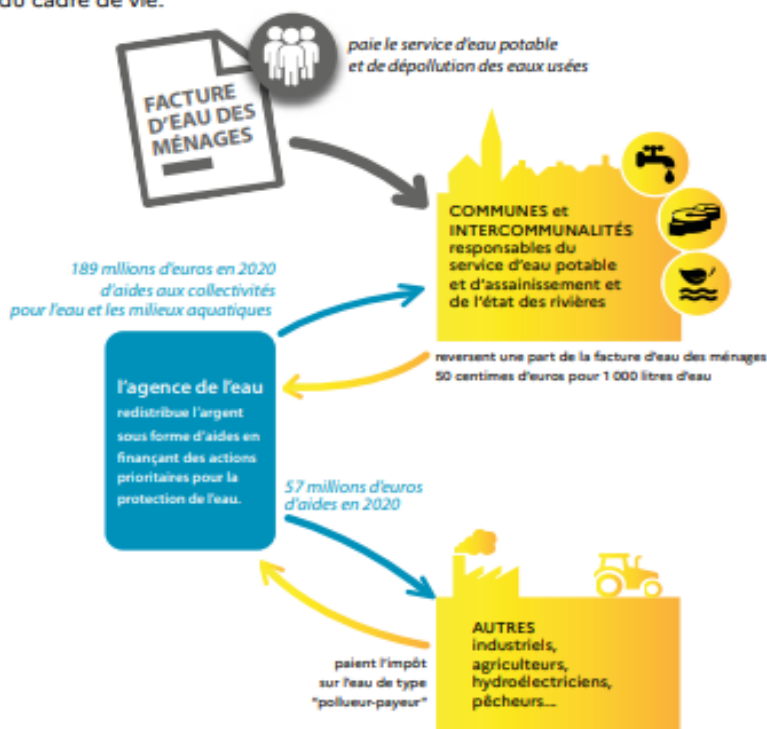 du cadre de vie.
paie le service d'eau potable
et de dépollution des eaux usées
FACTURE
D'EAU DES
MÉNAGES
COMMUNES et
INTERCOMMUNALITÉS
responsables du
service d'eau potable
et d'assainissement et
de l'état des rivières
189 mllions d'euros en 2020
d'aides aux collectivités
pour l'eau et les milieux aquatiques
reversent une part de la facture d'eau des ménages
50 centimes d'euros pour 1 000 litres d'eau
l'agence de l'eau
redistribue l'argent
sous forme d'aides en
finançant des actions
prioritaires pour la
protection de l'eau.
57 millions d'euros
d'aides en 2020
AUTRES
industriels,
agriculteurs,
hydroélectriciens,
pêcheurs...
paient l'impôt
sur l'eau de type
"pollueur-payeur"